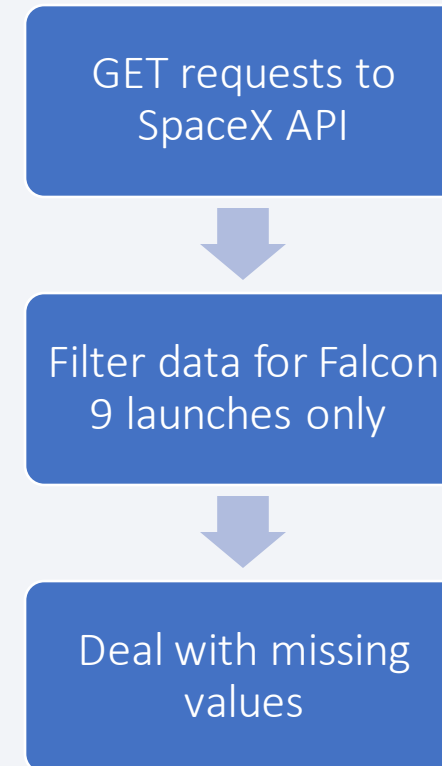 GET requests to
SpaceX API
Filter data for Falcon
9 launches only
Deal with missing
values